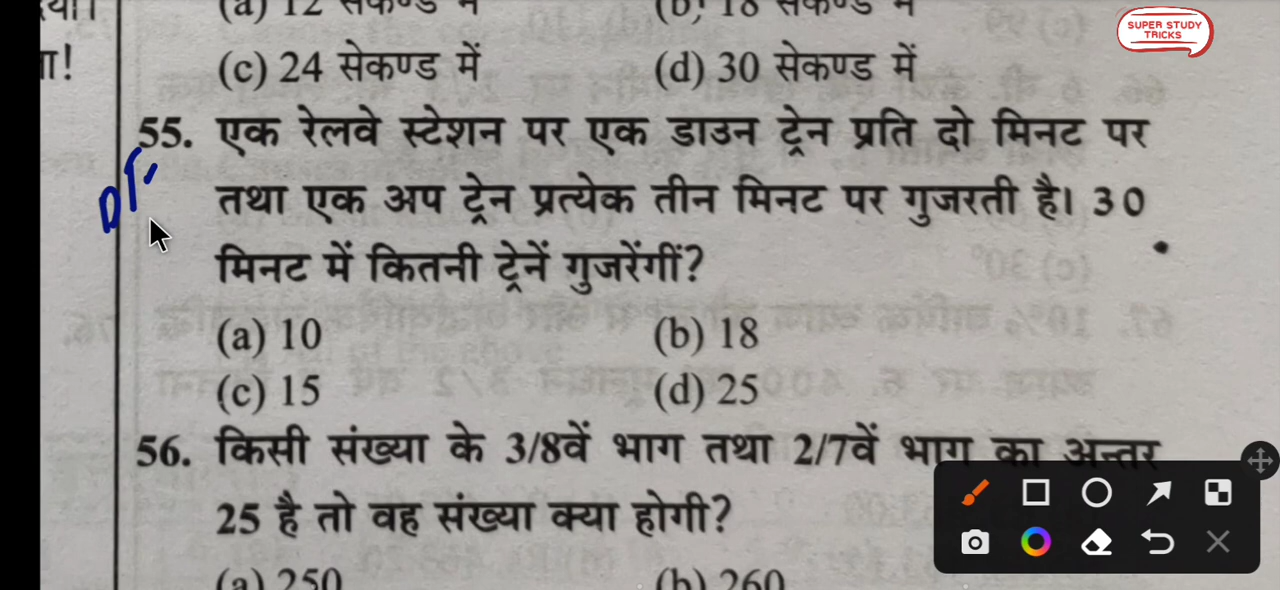 (c) 24 सेकण्ड में (d) 30 सेकण्ड में
SUPER STUDY
TRICKS
55. एक रेलवे स्टेशन पर एक डाउन ट्रेन प्रति दो मिनट पर
तथा एक अप ट्रेन प्रत्येक तीन मिनट पर गुजरती है। 30
मिनट में कितनी ट्रेनें गुजरेंगीं?
(a) 10 (b) 18
(c) 15 (d) 25
56. किसी संख्या के 3/8वें भाग तथा 2/7वें भाग का अन्तर
25 है तो वह संख्या क्या होगी?
(a) 250 (b) 260